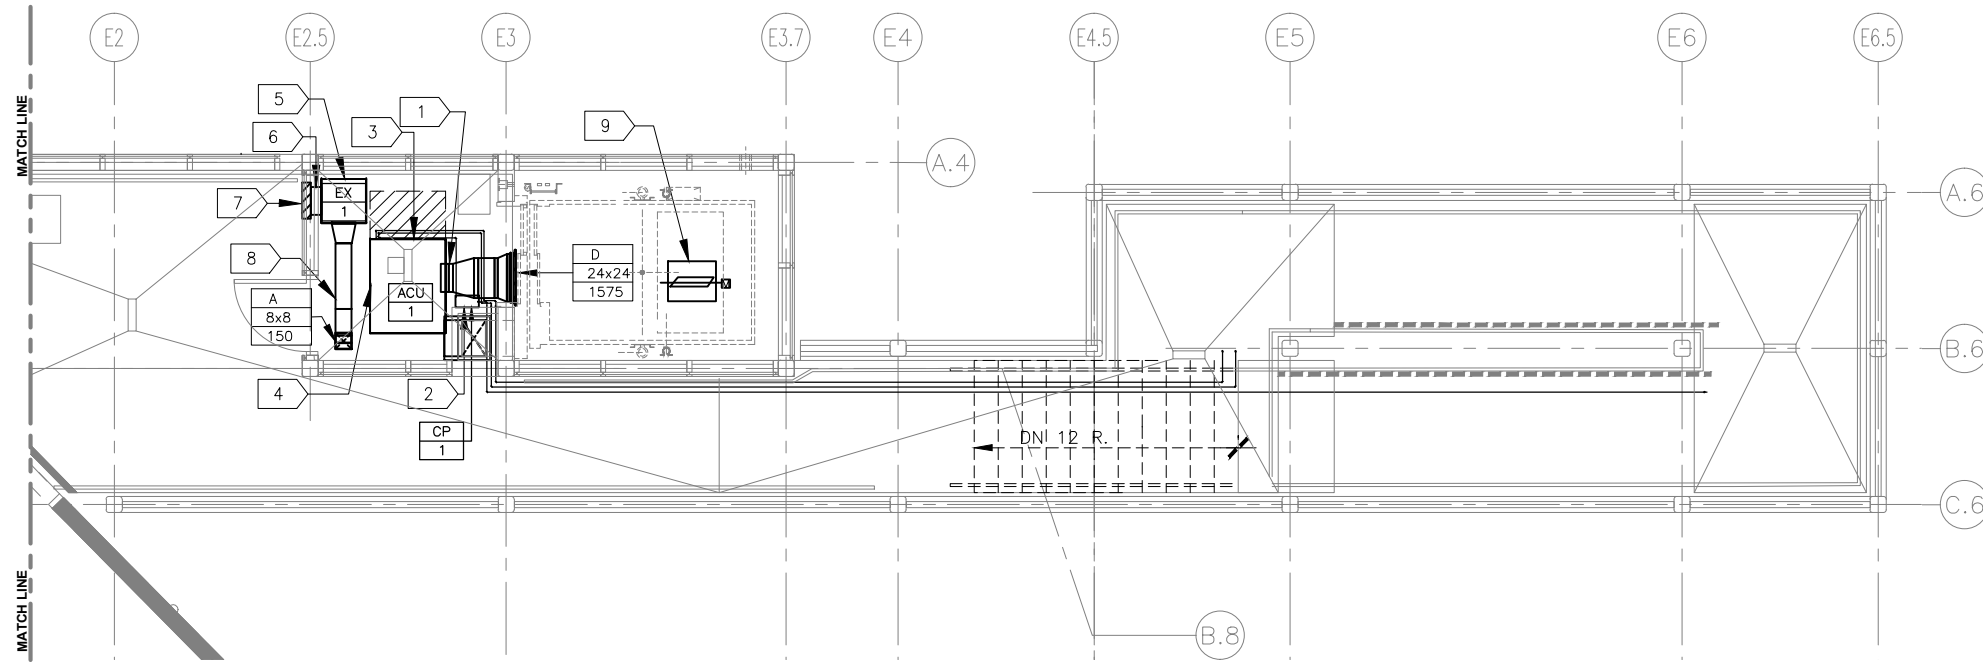 E2
E2.5
E3
E3.7
E4
E4.5
E5
E6
E6.5
MATCH LINE
5
1
6
3
9
A.4
7
EX
1
A.6
8
D
24x24
1575
A
8x8
150
ACU
1
B.6
4
2
CP
1
DN 12 R.
C.6
MATCH LINE
B.8